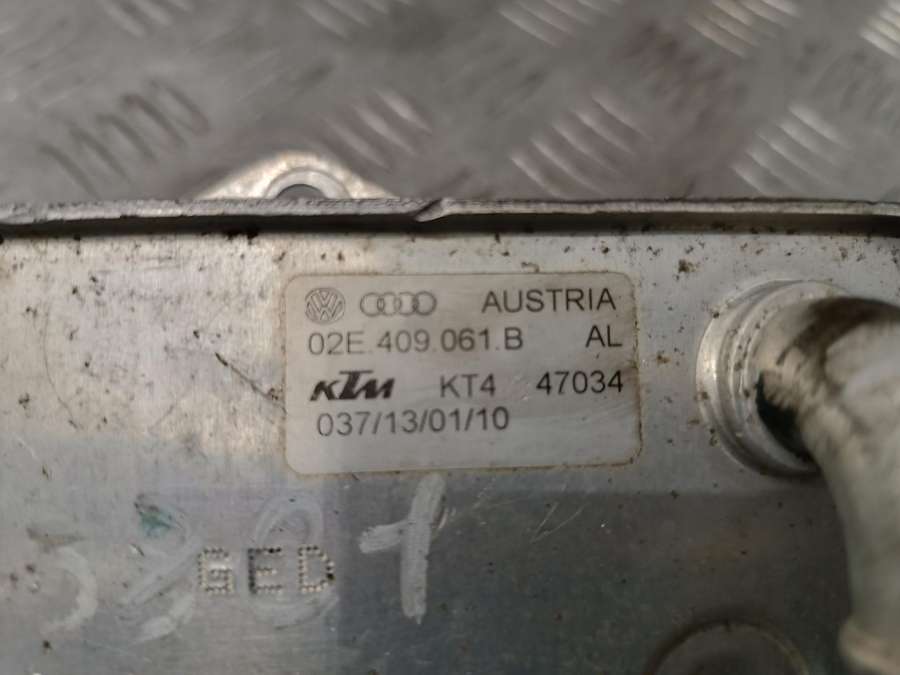 AUSTRIA
02E.409.061.B AL
KTM KT4 47034
037/13/01/10
GED